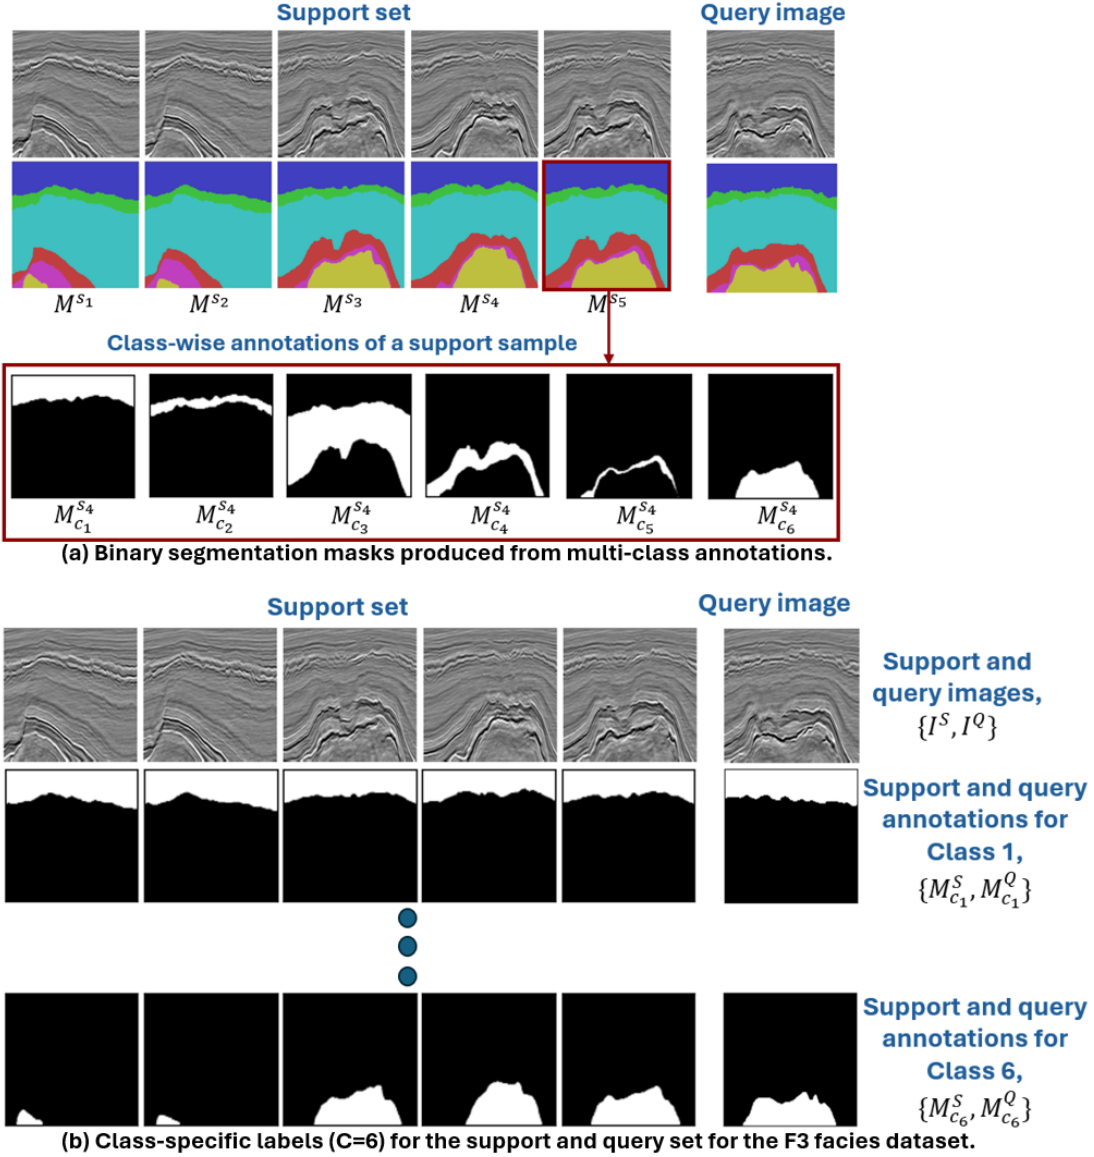 Support set
Query image
M^{S_1}
M^{S_2}
M^{S_3}
M^{S_4}
M^{S_5}
Class-wise annotations of a support sample
M_{c_1}^{S_4}
M_{c_2}^{S_4}
M_{c_3}^{S_4}
M_{c_4}^{S_4}
M_{c_5}^{S_4}
M_{c_6}^{S_4}
(a) Binary segmentation masks produced from multi-class annotations.
Support set
Query image
Support and
query images,
{I^S, I^Q}
Support and query
annotations for
Class 1,
{M_{c_1}^S, M_{c_1}^Q}
Support and query
annotations for
Class 6,
{M_{c_6}^S, M_{c_6}^Q}
(b) Class-specific labels (C=6) for the support and query set for the F3 facies dataset.